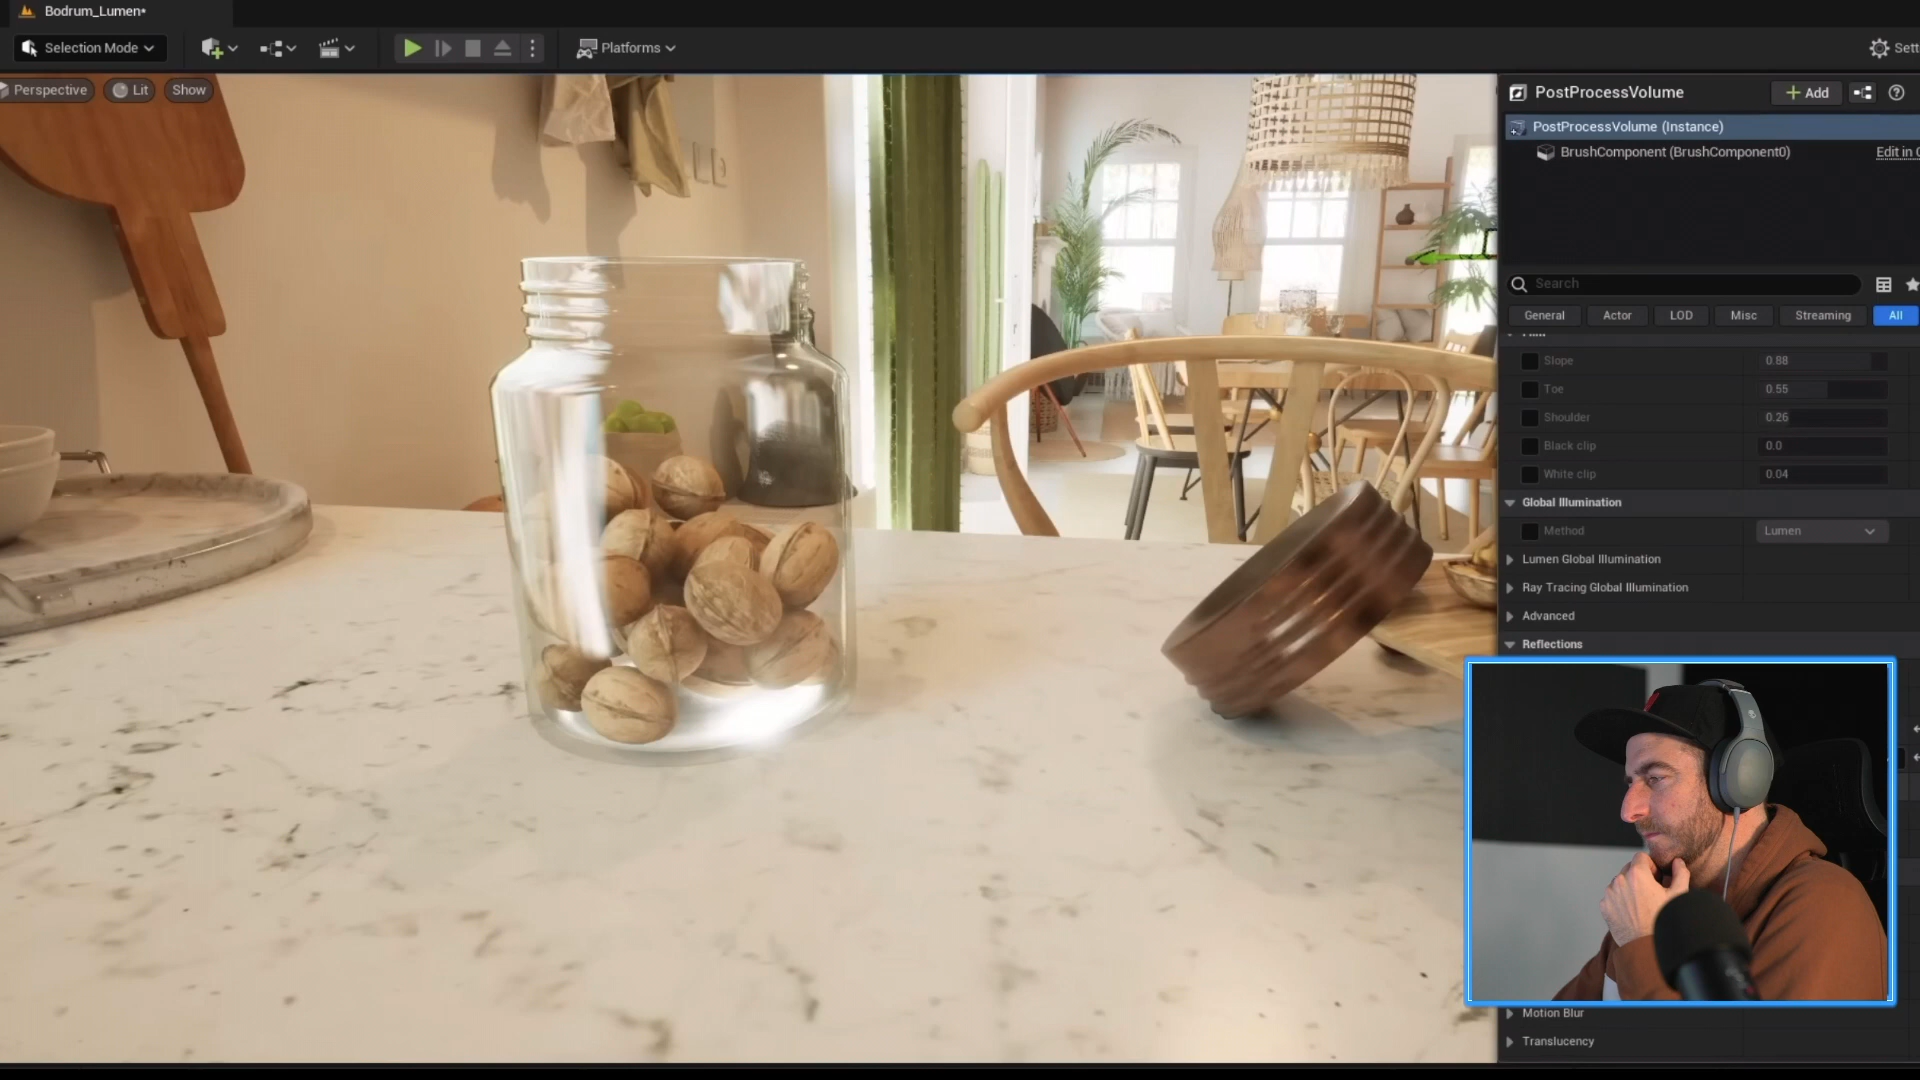 Bodrum_Lumen*
Selection Mode
Platforms
Sett
Perspective
Lit
Show
PostProcessVolume
Add
PostProcessVolume (Instance)
BrushComponent (BrushComponent0)
Edit in C
Search
General
Actor
LOD
Misc
Streaming
All
Slope
0.88
Toe
0.55
Shoulder
0.26
Black clip
0.0
White clip
0.04
Global Illumination
Method
Lumen
Lumen Global Illumination
Ray Tracing Global Illumination
Advanced
Reflections
Motion Blur
Translucency